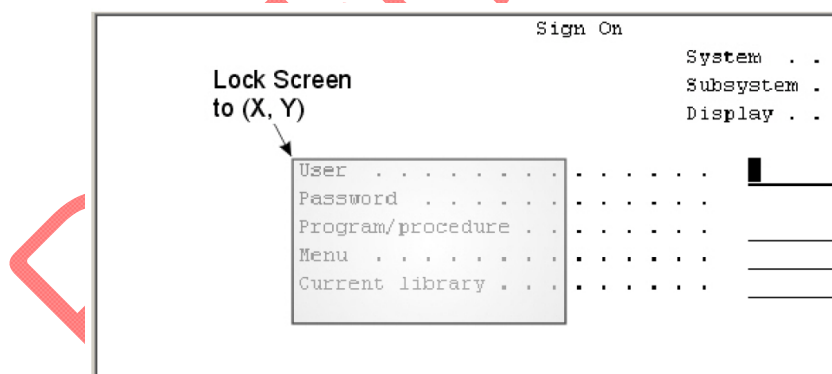 Sign On
System . .
Subsystem .
Display . .
Lock Screen
to (X, Y)
User . . . . . . . . . . . . . .
Password . . . . . . . . . . . .
Program/procedure . . . . . . . .
Menu . . . . . . . . . . . . . .
Current library . . . . . . . . .